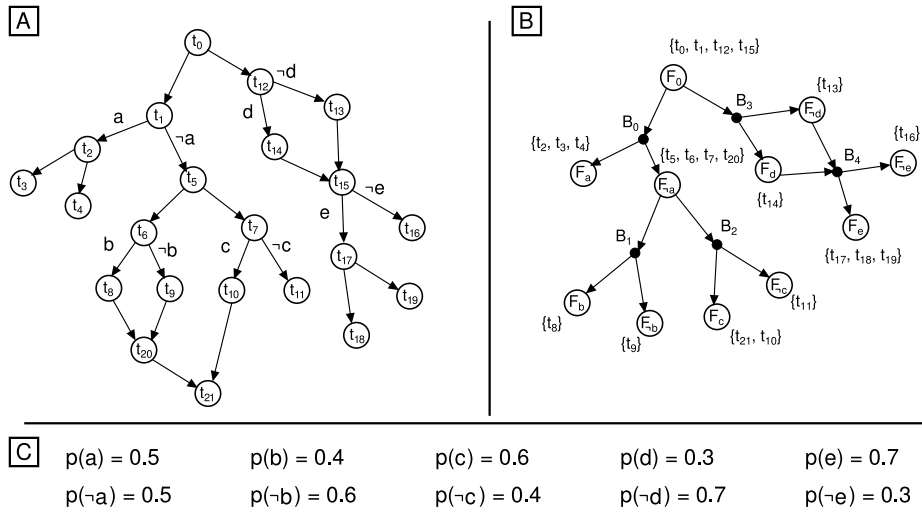 A
t0
¬d
t12
d
t13
t1
a
¬a
t2
t14
t3
t4
t5
t15
¬e
e
t16
t6
t7
b
¬b
c
¬c
t17
t8
t9
t10
t11
t19
t18
t20
t21
B
{t0, t1, t12, t15}
F0
{t13}
B3
F¬d
B0
{t2, t3, t4}
{t5, t6, t7, t20}
B4
{t16}
Fa
F¬a
Fd
F¬e
{t14}
Fe
B1
B2
{t17, t18, t19}
Fb
F¬c
{t11}
{t8}
F¬b
Fc
{t9}
{t21, t10}
C
p(a) = 0.5 p(b) = 0.4 p(c) = 0.6 p(d) = 0.3 p(e) = 0.7
p(¬a) = 0.5 p(¬b) = 0.6 p(¬c) = 0.4 p(¬d) = 0.7 p(¬e) = 0.3